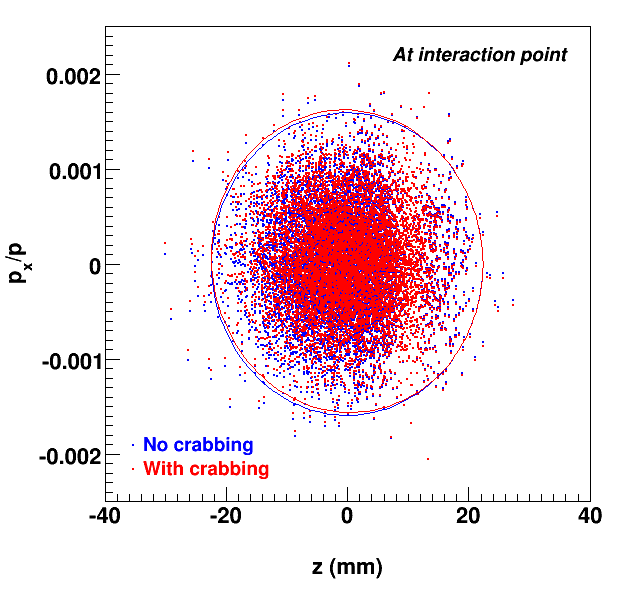 At interaction point
0.002
0.001
0
-0.001
-0.002
px/p
No crabbing
With crabbing
-40 -20 0 20 40
z (mm)